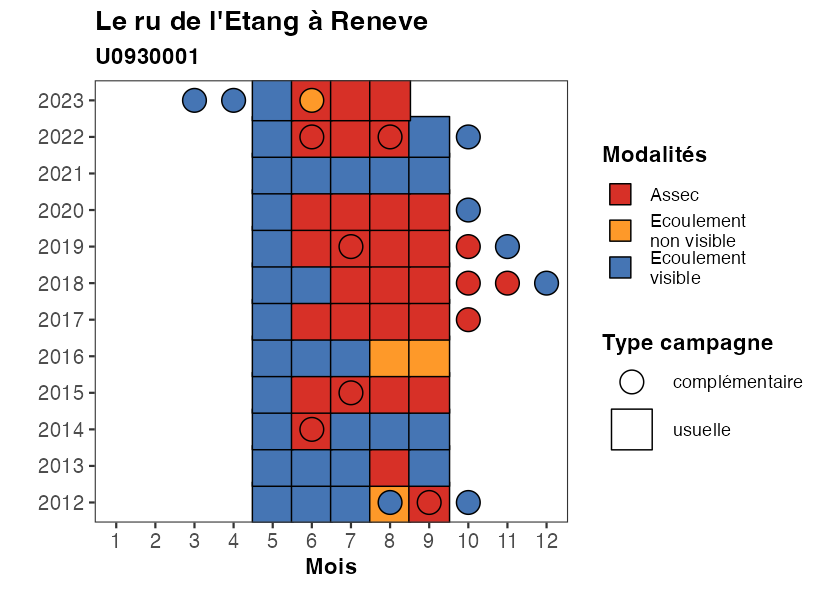 Le ru de l'Etang à Reneve
U0930001
2023
2022
2021
2020
2019
2018
2017
2016
2015
2014
2013
2012
1 2 3 4 5 6 7 8 9 10 11 12
Mois
Modalités
Assec
Ecoulement
non visible
Ecoulement
visible
Type campagne
complémentaire
usuelle